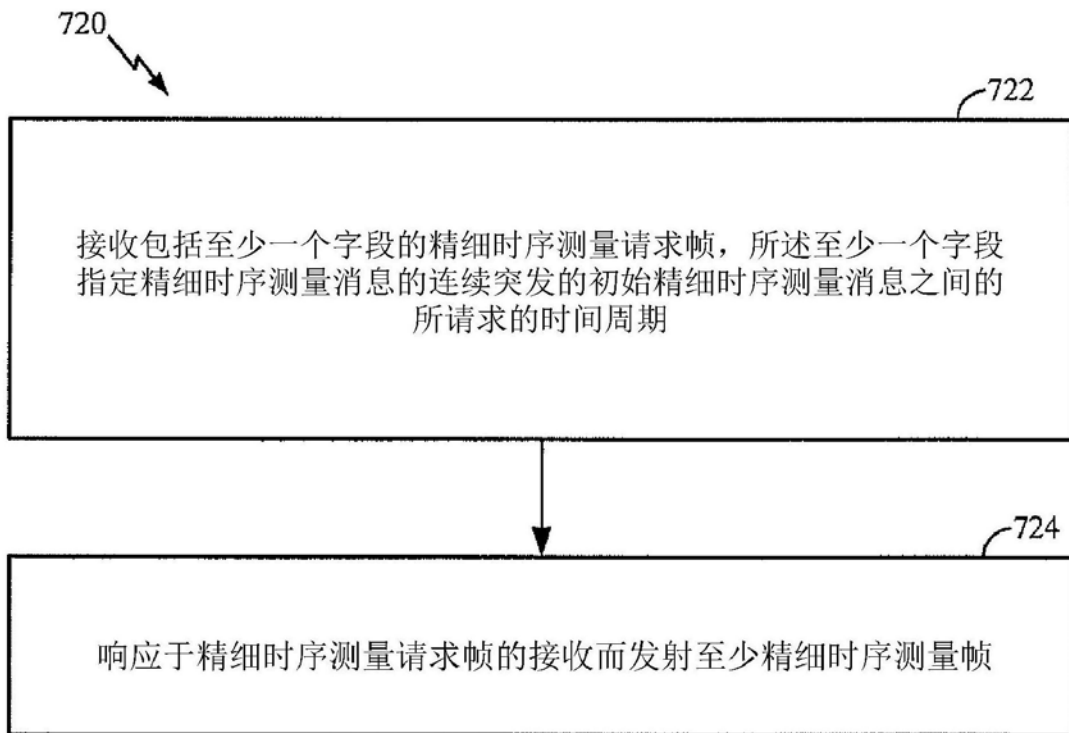 720
722
接收包括至少一个字段的精细时序测量请求帧，所述至少一个字段
指定精细时序测量消息的连续突发的初始精细时序测量消息之间的
所请求的时间周期
724
响应于精细时序测量请求帧的接收而发射至少精细时序测量帧